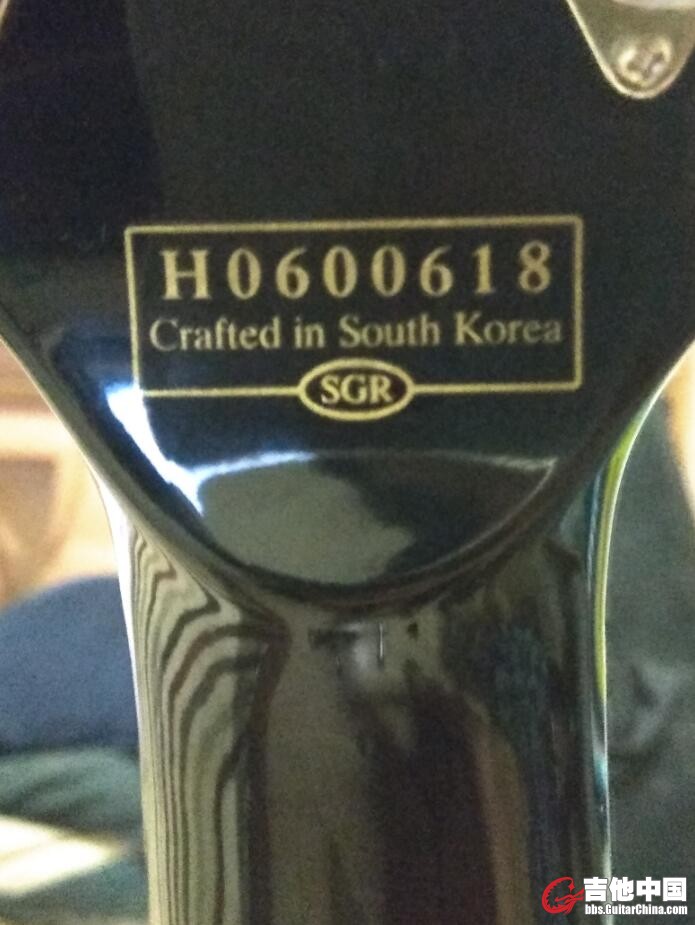 H0600618
Crafted in South Korea
SGR
吉他中国
bbs.GuitarChina.com